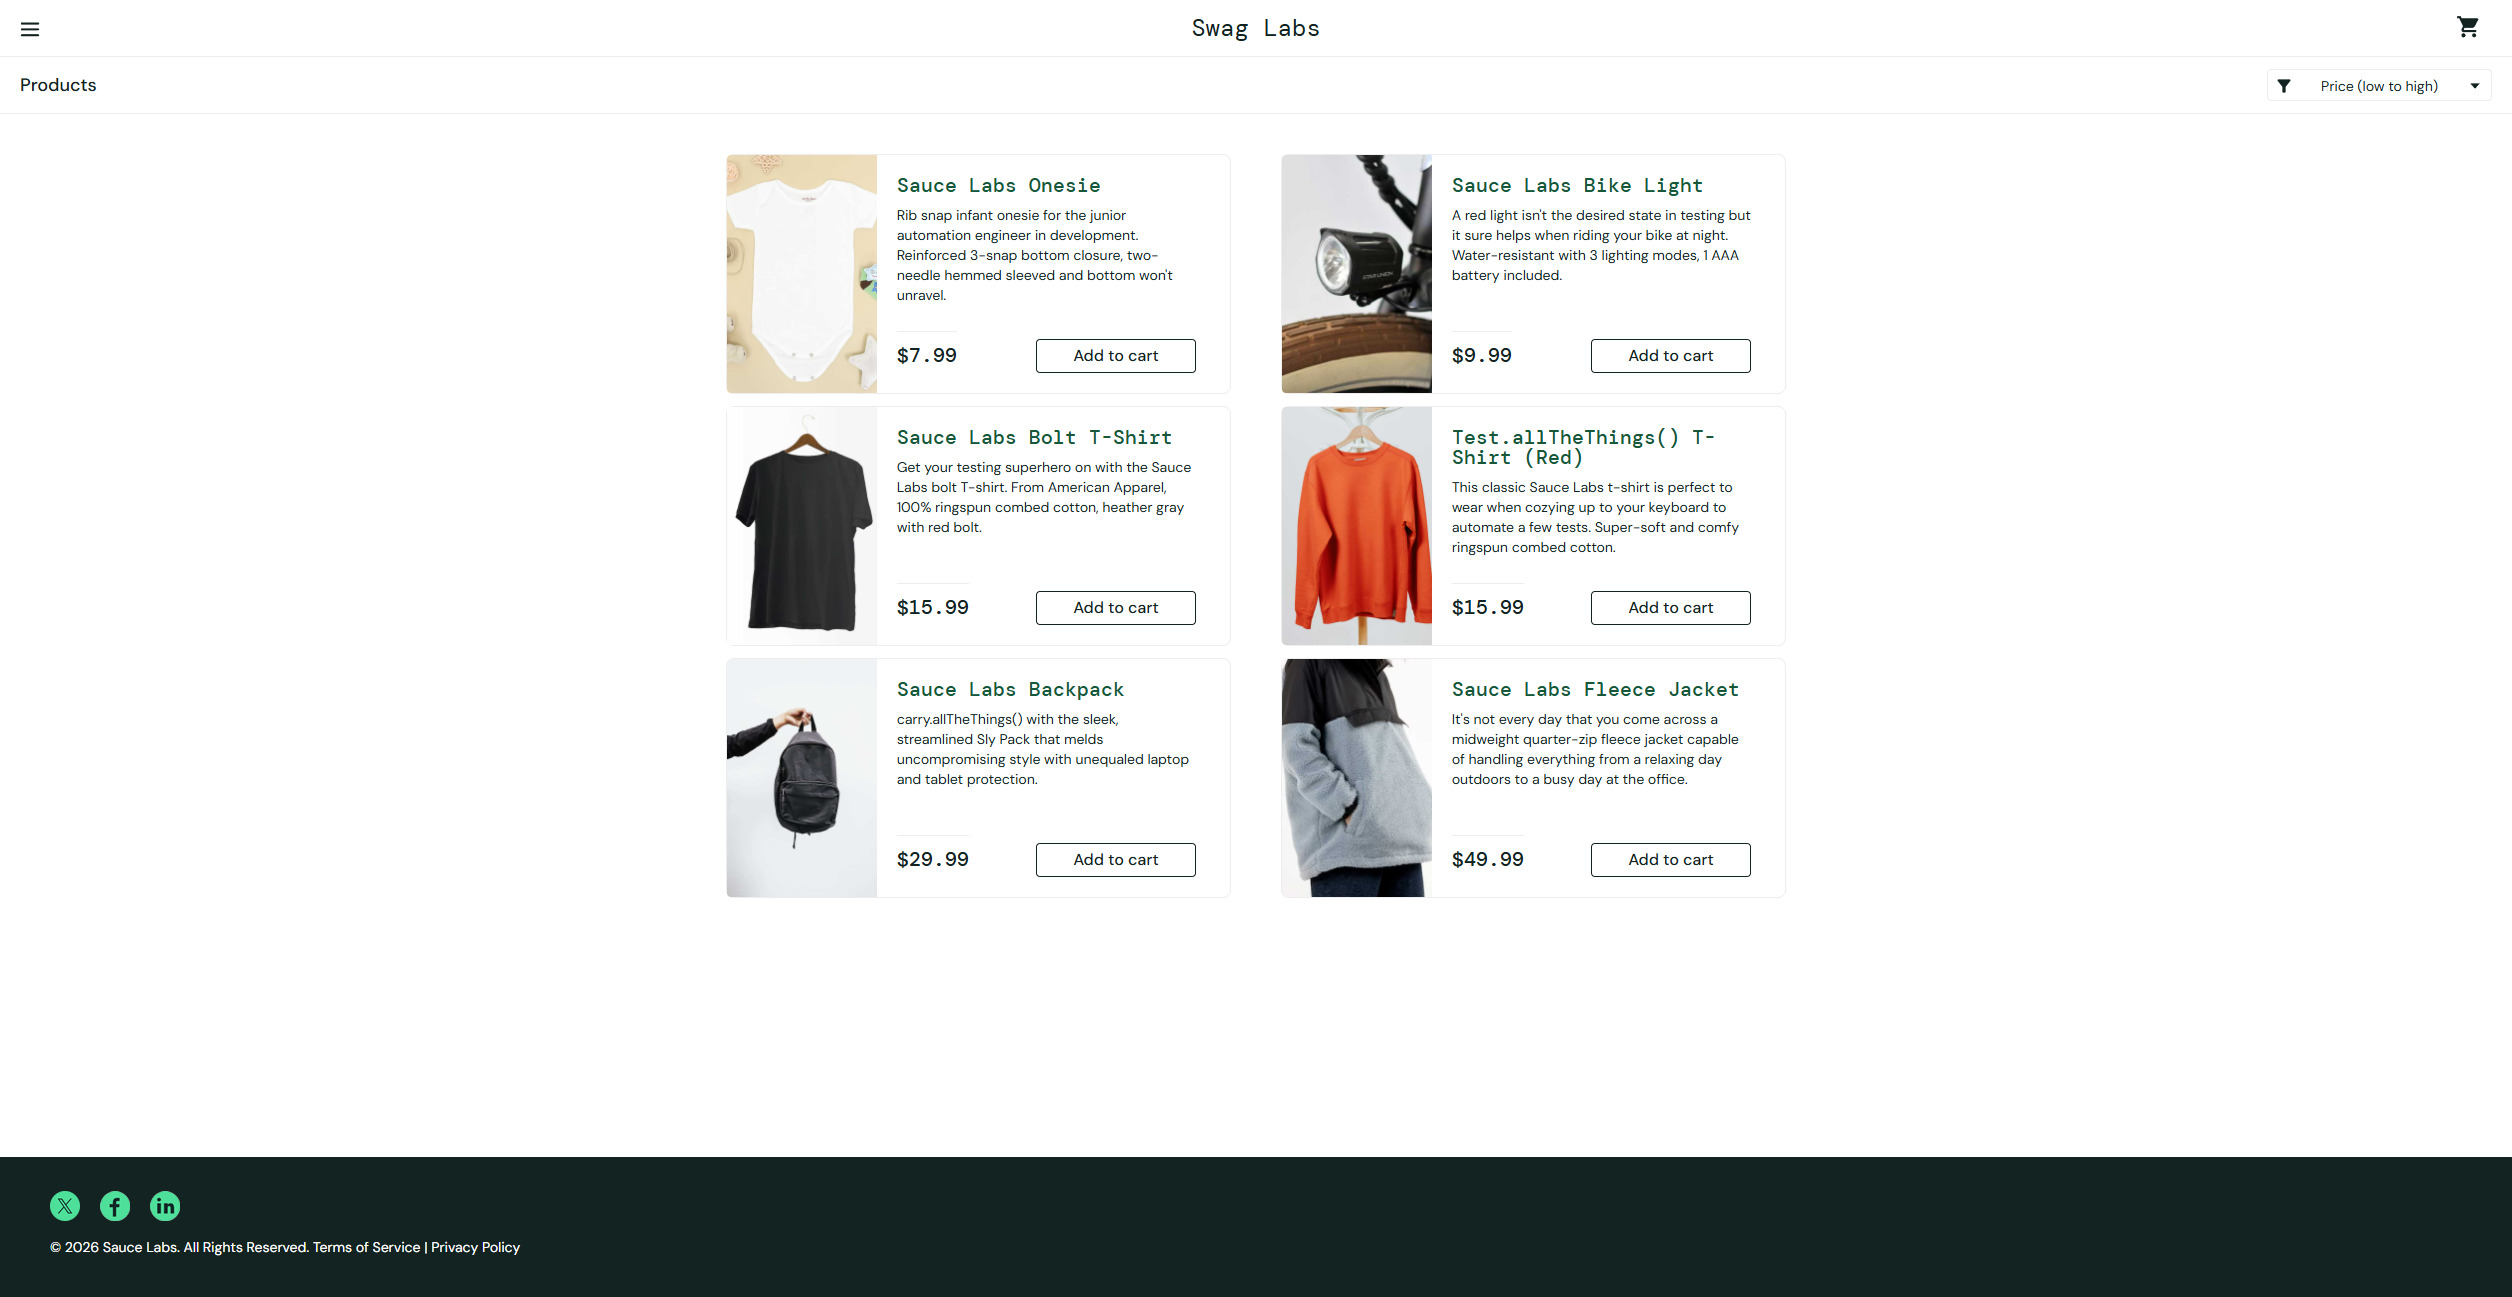 Swag Labs
Products
Price (low to high)
Sauce Labs Onesie
Rib snap infant onesie for the junior
automation engineer in development.
Reinforced 3-snap bottom closure, two-
needle hemmed sleeved and bottom won't
unravel.
$7.99
Add to cart
Sauce Labs Bike Light
A red light isn't the desired state in testing but
it sure helps when riding your bike at night.
Water-resistant with 3 lighting modes, 1 AAA
battery included.
$9.99
Add to cart
Sauce Labs Bolt T-Shirt
Get your testing superhero on with the Sauce
Labs bolt T-shirt. From American Apparel,
100% ringspun combed cotton, heather gray
with red bolt.
$15.99
Add to cart
Test.allTheThings() T-
Shirt (Red)
This classic Sauce Labs t-shirt is perfect to
wear when cozying up to your keyboard to
automate a few tests. Super-soft and comfy
ringspun combed cotton.
$15.99
Add to cart
Sauce Labs Backpack
carry.allTheThings() with the sleek,
streamlined Sly Pack that melds
uncompromising style with unequaled laptop
and tablet protection.
$29.99
Add to cart
Sauce Labs Fleece Jacket
It's not every day that you come across a
midweight quarter-zip fleece jacket capable
of handling everything from a relaxing day
outdoors to a busy day at the office.
$49.99
Add to cart
© 2026 Sauce Labs. All Rights Reserved. Terms of Service | Privacy Policy